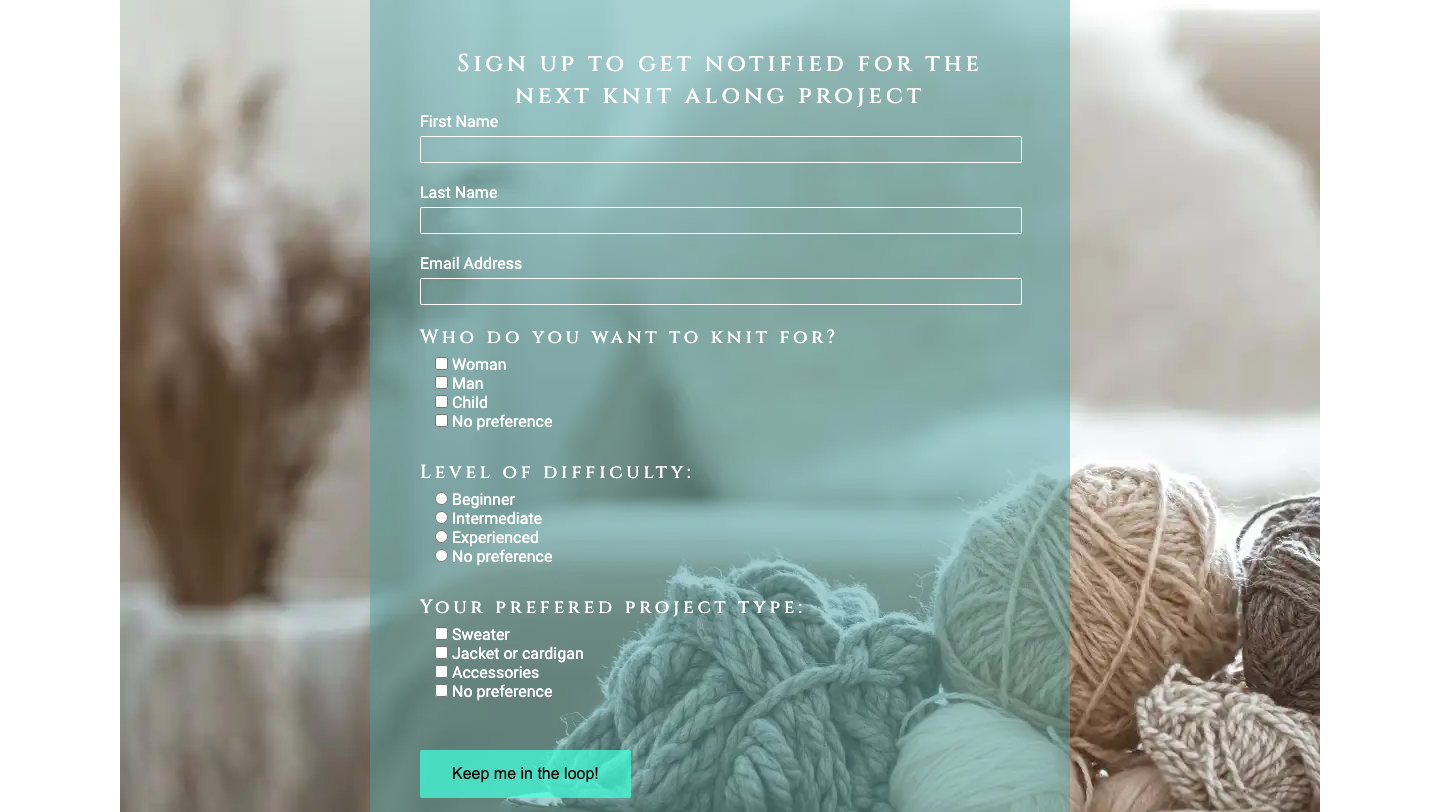 Sign up to get notified for the
next knit along project
First Name
Last Name
Email Address
Who do you want to knit for?
Woman
Man
Child
No preference
Level of difficulty:
Beginner
Intermediate
Experienced
No preference
Your prefered project type:
Sweater
Jacket or cardigan
Accessories
No preference
Keep me in the loop!